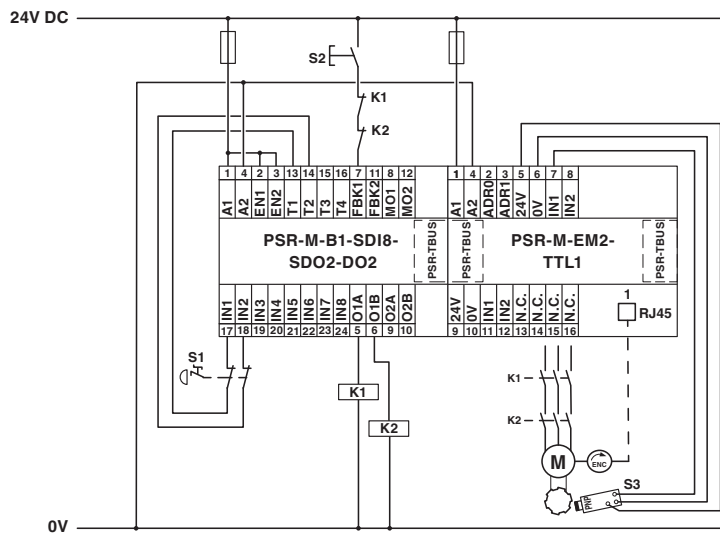 24V DC
S2
K1
K2
1 4 2 3 13 14 15 16 7 11 8 12
A1 A2 EN1 EN2 T1 T2 T3 T4 FBK1 FBK2 MO1 MO2
1 4 2 3 5 6 7 8
A1 A2 ADR0 ADR1 24V 0V IN1 IN2
PSR-M-B1-SDI8-
SDO2-DO2
PSR-TBUS
PSR-TBUS
PSR-M-EM2-
TTL1
PSR-TBUS
IN1 IN2 IN3 IN4 IN5 IN6 IN7 IN8 O1A O1B O2A O2B
17 18 19 20 21 22 23 24 5 6 9 10
24V 0V IN1 IN2 N.C. N.C. N.C. N.C.
9 10 11 12 13 14 15 16
1
RJ45
S1
K1
K2
K1
K2
M
ENC
S3
PNP
0V